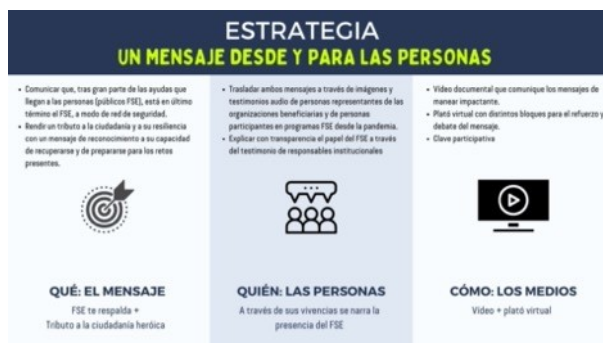 ESTRATEGIA
UN MENSAJE DESDE Y PARA LAS PERSONAS
• Comunicar que, tras gran parte de las ayudas que
llegan a las personas (públicos FSE), está en último
término el FSE, a modo de red de seguridad.
• Rendir un tributo a la ciudadanía y a su resiliencia
con un mensaje de reconocimiento a su capacidad
de recuperarse y de prepararse para los retos
presentes.
QUÉ: EL MENSAJE
FSE te respalda +
Tributo a la ciudadanía heróica
• Trasladar ambos mensajes a través de imágenes y
testimonios audio de personas representantes de las
organizaciones beneficiarias y de personas
participantes en programas FSE desde la pandemia.
• Explicar con transparencia el papel del FSE a través
del testimonio de responsables institucionales
QUIÉN: LAS PERSONAS
A través de sus vivencias se narra la
presencia del FSE
• Vídeo documental que comunique los mensajes de
manear impactante.
• Plató virtual con distintos bloques para el refuerzo y
debate del mensaje.
• Clave participativa
CÓMO: LOS MEDIOS
Vídeo + plató virtual